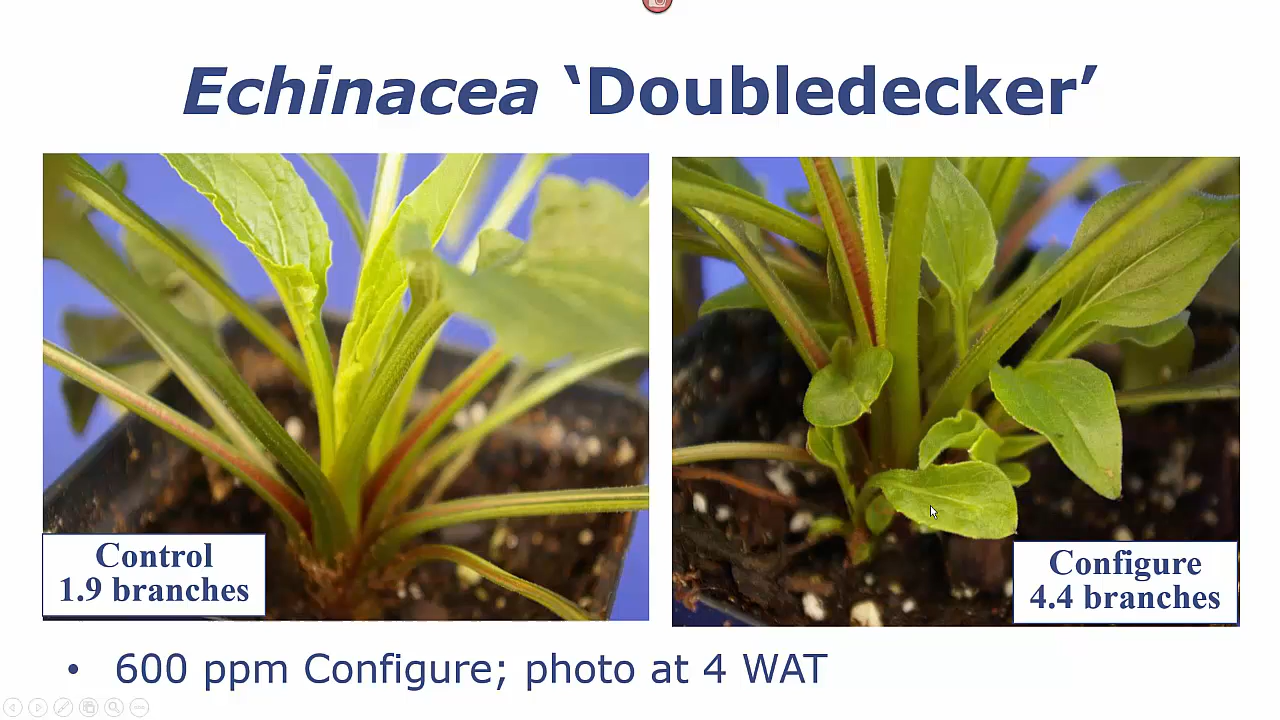 Echinacea ‘Doubledecker’
Control
1.9 branches
Configure
4.4 branches
• 600 ppm Configure; photo at 4 WAT